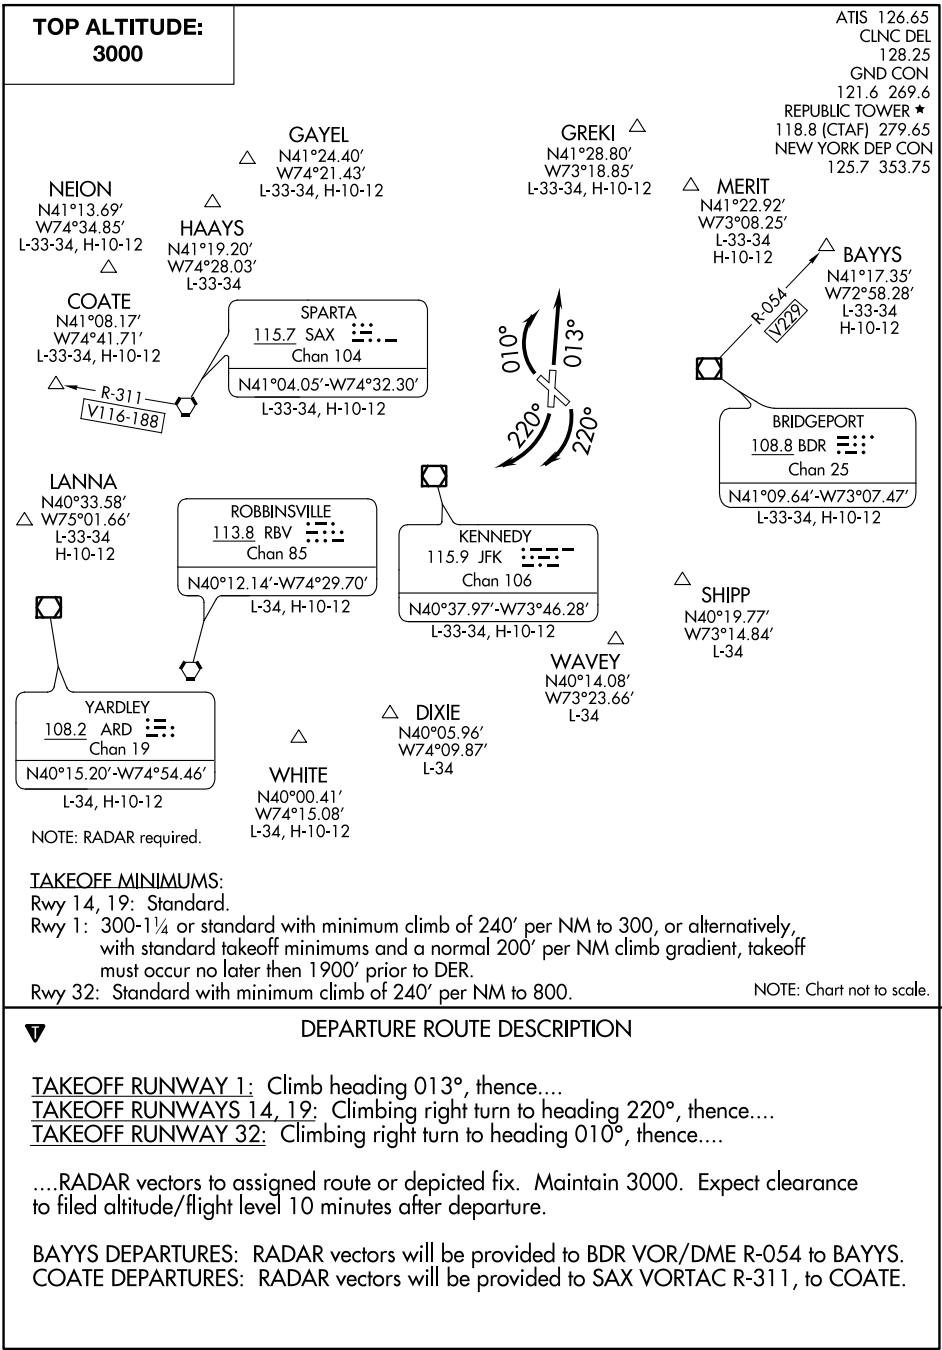 TOP ALTITUDE:
3000
ATIS 126.65
CLNC DEL
128.25
GND CON
121.6 269.6
REPUBLIC TOWER ★
118.8 (CTAF) 279.65
NEW YORK DEP CON
125.7 353.75
GAYEL
N41°24.40′
W74°21.43′
L-33-34, H-10-12
GREKI
N41°28.80′
W73°18.85′
L-33-34, H-10-12
NEION
N41°13.69′
W74°34.85′
L-33-34, H-10-12
HAAYS
N41°19.20′
W74°28.03′
L-33-34
MERIT
N41°22.92′
W73°08.25′
L-33-34
H-10-12
BAYYS
N41°17.35′
W72°58.28′
L-33-34
H-10-12
R-054
V229
COATE
N41°08.17′
W74°41.71′
L-33-34, H-10-12
R-311
V116-188
SPARTA
115.7 SAX
Chan 104
N41°04.05′-W74°32.30′
L-33-34, H-10-12
010°
013°
220°
220°
BRIDGEPORT
108.8 BDR
Chan 25
N41°09.64′-W73°07.47′
L-33-34, H-10-12
LANNA
N40°33.58′
W75°01.66′
L-33-34
H-10-12
ROBBINSVILLE
113.8 RBV
Chan 85
N40°12.14′-W74°29.70′
L-34, H-10-12
KENNEDY
115.9 JFK
Chan 106
N40°37.97′-W73°46.28′
L-33-34, H-10-12
SHIPP
N40°19.77′
W73°14.84′
L-34
WAVEY
N40°14.08′
W73°23.66′
L-34
YARDLEY
108.2 ARD
Chan 19
N40°15.20′-W74°54.46′
L-34, H-10-12
DIXIE
N40°05.96′
W74°09.87′
L-34
WHITE
N40°00.41′
W74°15.08′
L-34, H-10-12
NOTE: RADAR required.
TAKEOFF MINIMUMS:
Rwy 14, 19: Standard.
Rwy 1: 300-1¼ or standard with minimum climb of 240′ per NM to 300, or alternatively,
with standard takeoff minimums and a normal 200′ per NM climb gradient, takeoff
must occur no later then 1900′ prior to DER.
Rwy 32: Standard with minimum climb of 240′ per NM to 800.
NOTE: Chart not to scale.
T
DEPARTURE ROUTE DESCRIPTION
TAKEOFF RUNWAY 1: Climb heading 013°, thence....
TAKEOFF RUNWAYS 14, 19: Climbing right turn to heading 220°, thence....
TAKEOFF RUNWAY 32: Climbing right turn to heading 010°, thence....
....RADAR vectors to assigned route or depicted fix. Maintain 3000. Expect clearance
to filed altitude/flight level 10 minutes after departure.
BAYYS DEPARTURES: RADAR vectors will be provided to BDR VOR/DME R-054 to BAYYS.
COATE DEPARTURES: RADAR vectors will be provided to SAX VORTAC R-311, to COATE.